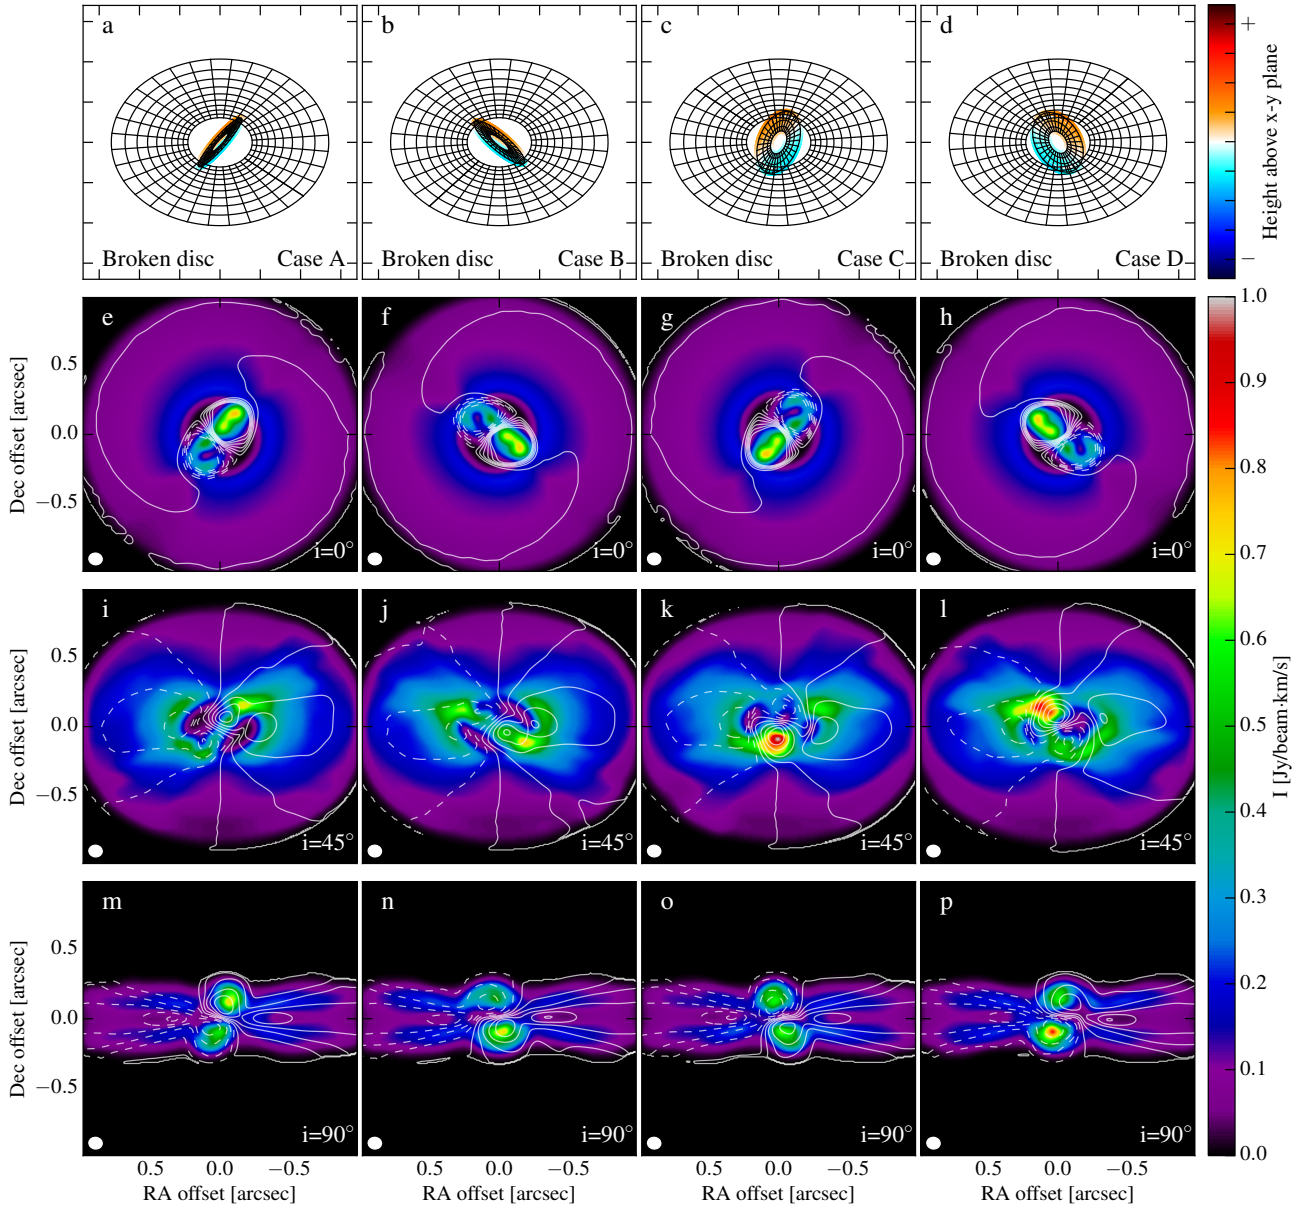 a
b
c
d
Broken disc Case A
Broken disc Case B
Broken disc Case C
Broken disc Case D
+
−
Height above x-y plane
e
f
g
h
i=0°
i=0°
i=0°
i=0°
0.5
0.0
−0.5
Dec offset [arcsec]
i
j
k
l
i=45°
i=45°
i=45°
i=45°
0.5
0.0
−0.5
Dec offset [arcsec]
m
n
o
p
i=90°
i=90°
i=90°
i=90°
0.5
0.0
−0.5
Dec offset [arcsec]
0.5 0.0 −0.5
0.5 0.0 −0.5
0.5 0.0 −0.5
0.5 0.0 −0.5
RA offset [arcsec]
RA offset [arcsec]
RA offset [arcsec]
RA offset [arcsec]
1.0
0.9
0.8
0.7
0.6
0.5
0.4
0.3
0.2
0.1
0.0
I [Jy/beam·km/s]